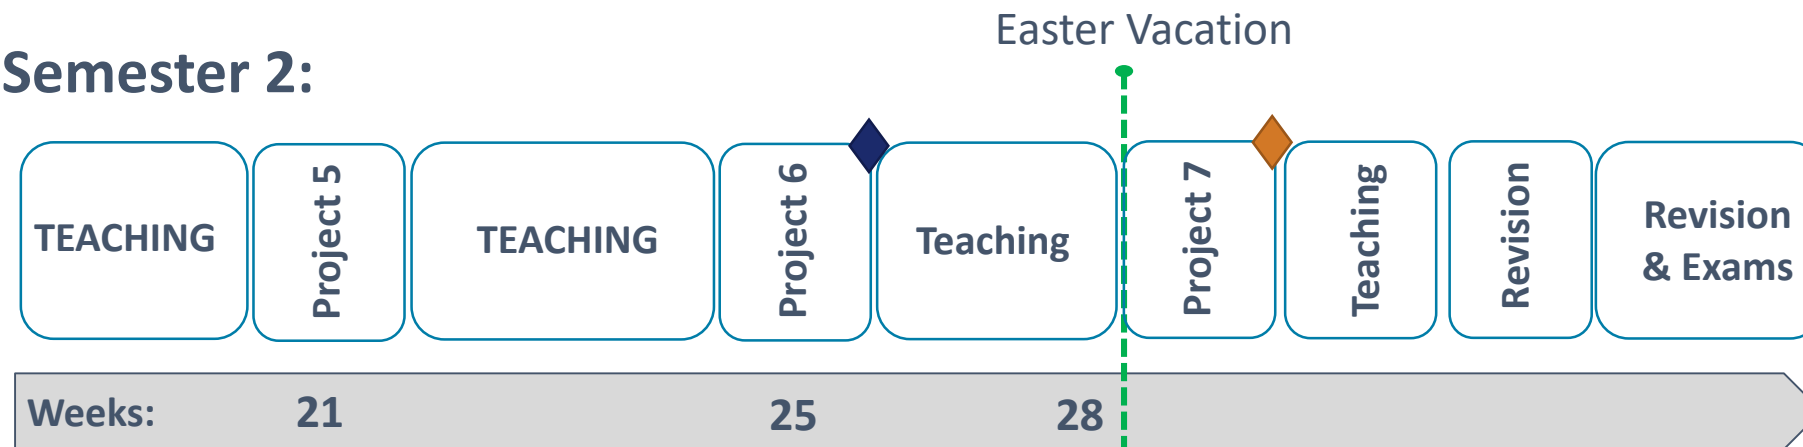 Easter Vacation
Semester 2:
TEACHING
Project 5
TEACHING
Project 6
Teaching
Project 7
Teaching
Revision
Revision
& Exams
Weeks:
21
25
28